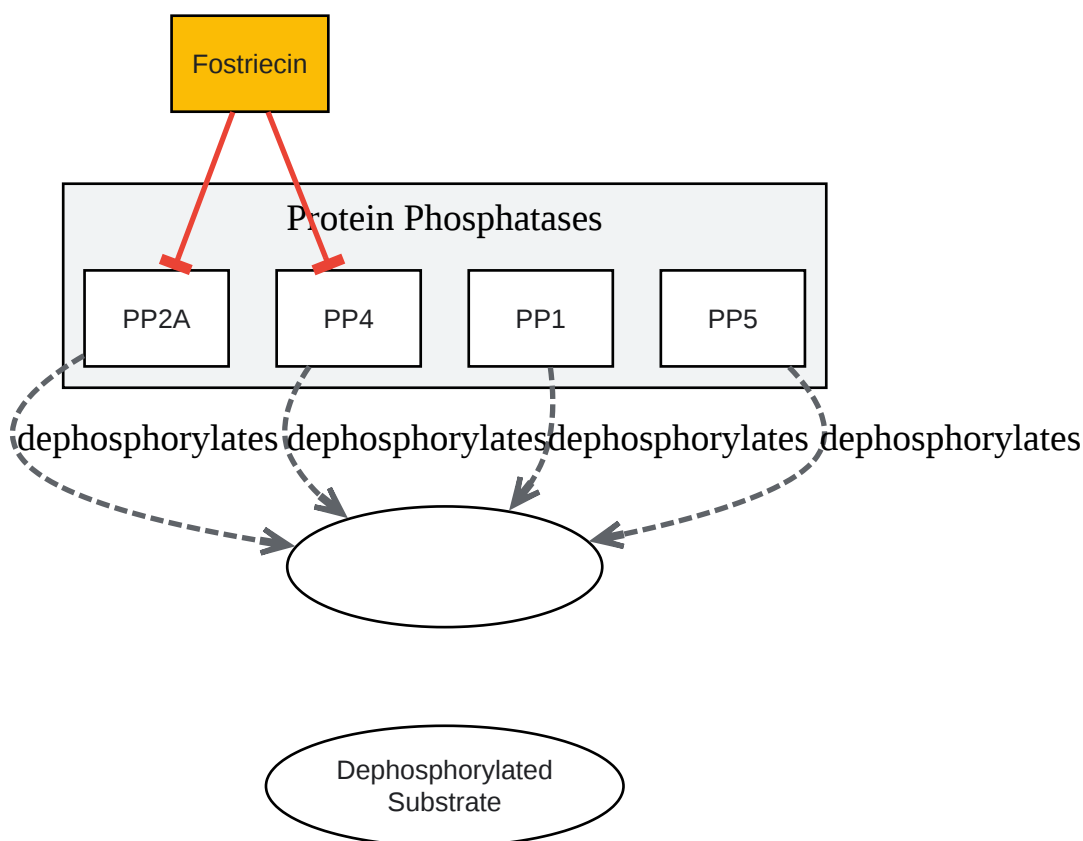 Fostriecin
Protein Phosphatases
PP2A
PP4
PP1
PP5
dephosphorylates
dephosphorylates
dephosphorylates
dephosphorylates
Dephosphorylated
Substrate